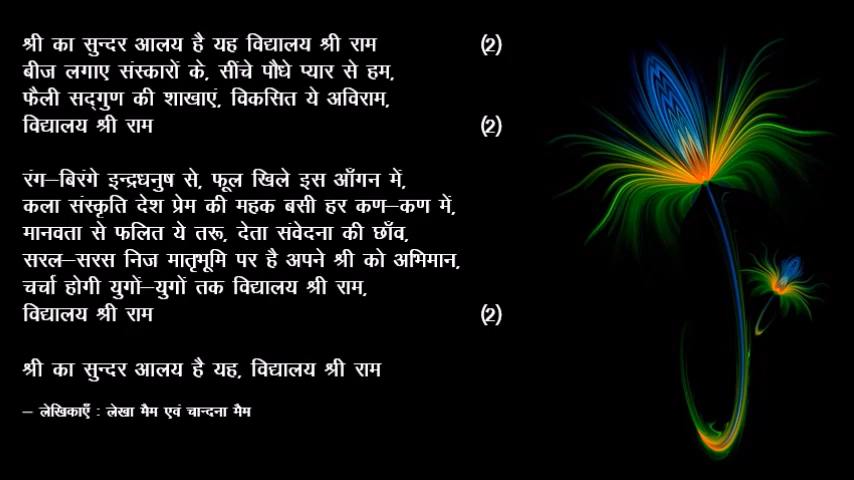 श्री का सुन्दर आलय है यह विद्यालय श्री राम (2)
बीज लगाए संस्कारों के, सींचे पौधे प्यार से हम,
फैली सद्‌गुण की शाखाएं, विकसित ये अविराम,
विद्यालय श्री राम (2)
रंग–बिरंगे इन्द्रधनुष से, फूल खिले इस आँगन में,
कला संस्कृति देश प्रेम की महक बसी हर कण–कण में,
मानवता से फलित ये तरू, देता संवेदना की छाँव,
सरल–सरस निज मातृभूमि पर है अपने श्री को अभिमान,
चर्चा होगी युगों–युगों तक विद्यालय श्री राम,
विद्यालय श्री राम (2)
श्री का सुन्दर आलय है यह, विद्यालय श्री राम
– लेखिकाएँ : लेखा मैम एवं चान्दना मैम